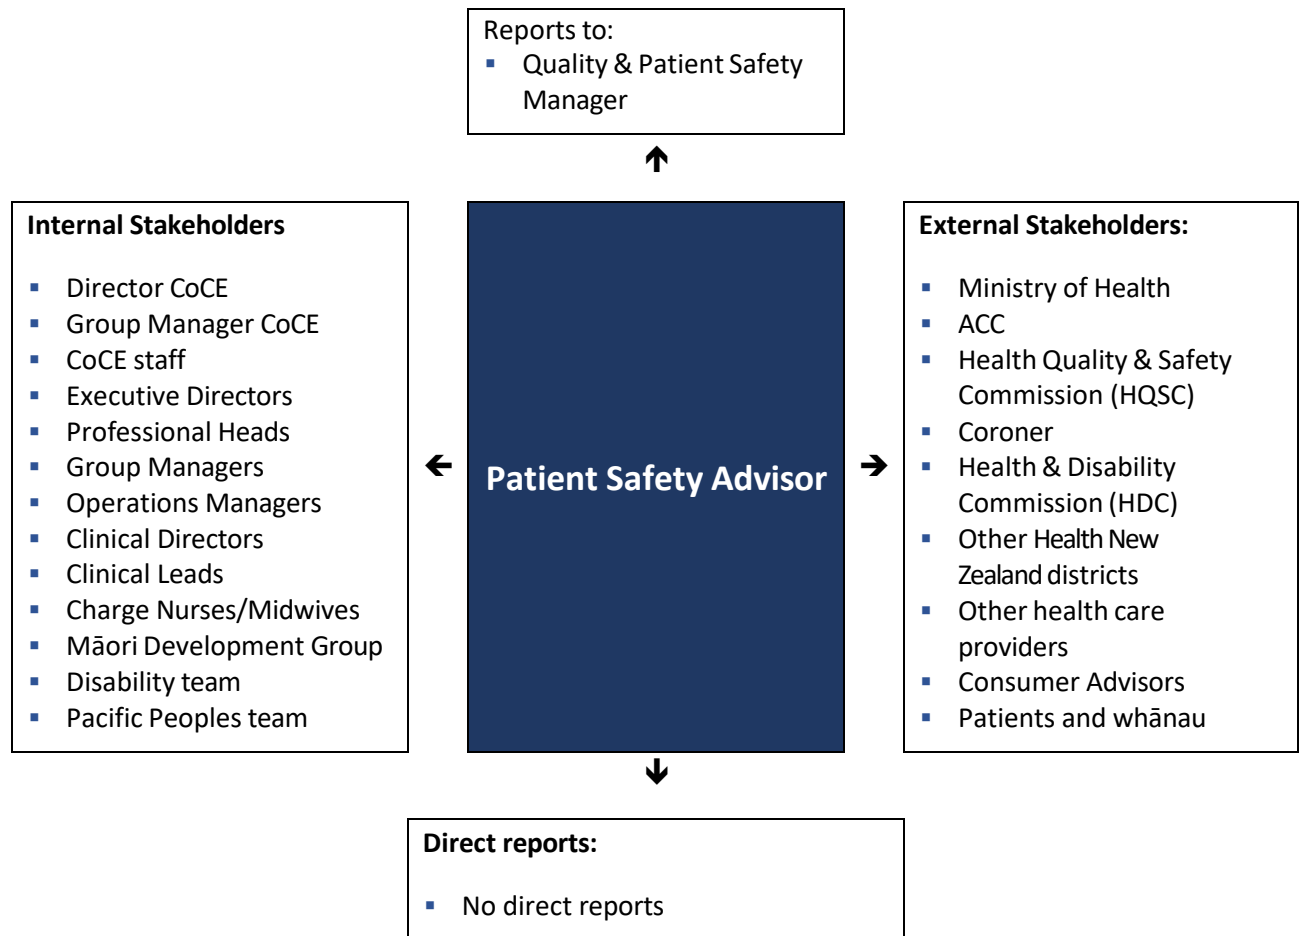 Reports to:
▪ Quality & Patient Safety
Manager
Internal Stakeholders
▪ Director CoCE
▪ Group Manager CoCE
▪ CoCE staff
▪ Executive Directors
▪ Professional Heads
▪ Group Managers
▪ Operations Managers
▪ Clinical Directors
▪ Clinical Leads
▪ Charge Nurses/Midwives
▪ Māori Development Group
▪ Disability team
▪ Pacific Peoples team
Patient Safety Advisor
External Stakeholders:
▪ Ministry of Health
▪ ACC
▪ Health Quality & Safety
Commission (HQSC)
▪ Coroner
▪ Health & Disability
Commission (HDC)
▪ Other Health New
Zealand districts
▪ Other health care
providers
▪ Consumer Advisors
▪ Patients and whānau
Direct reports:
▪ No direct reports